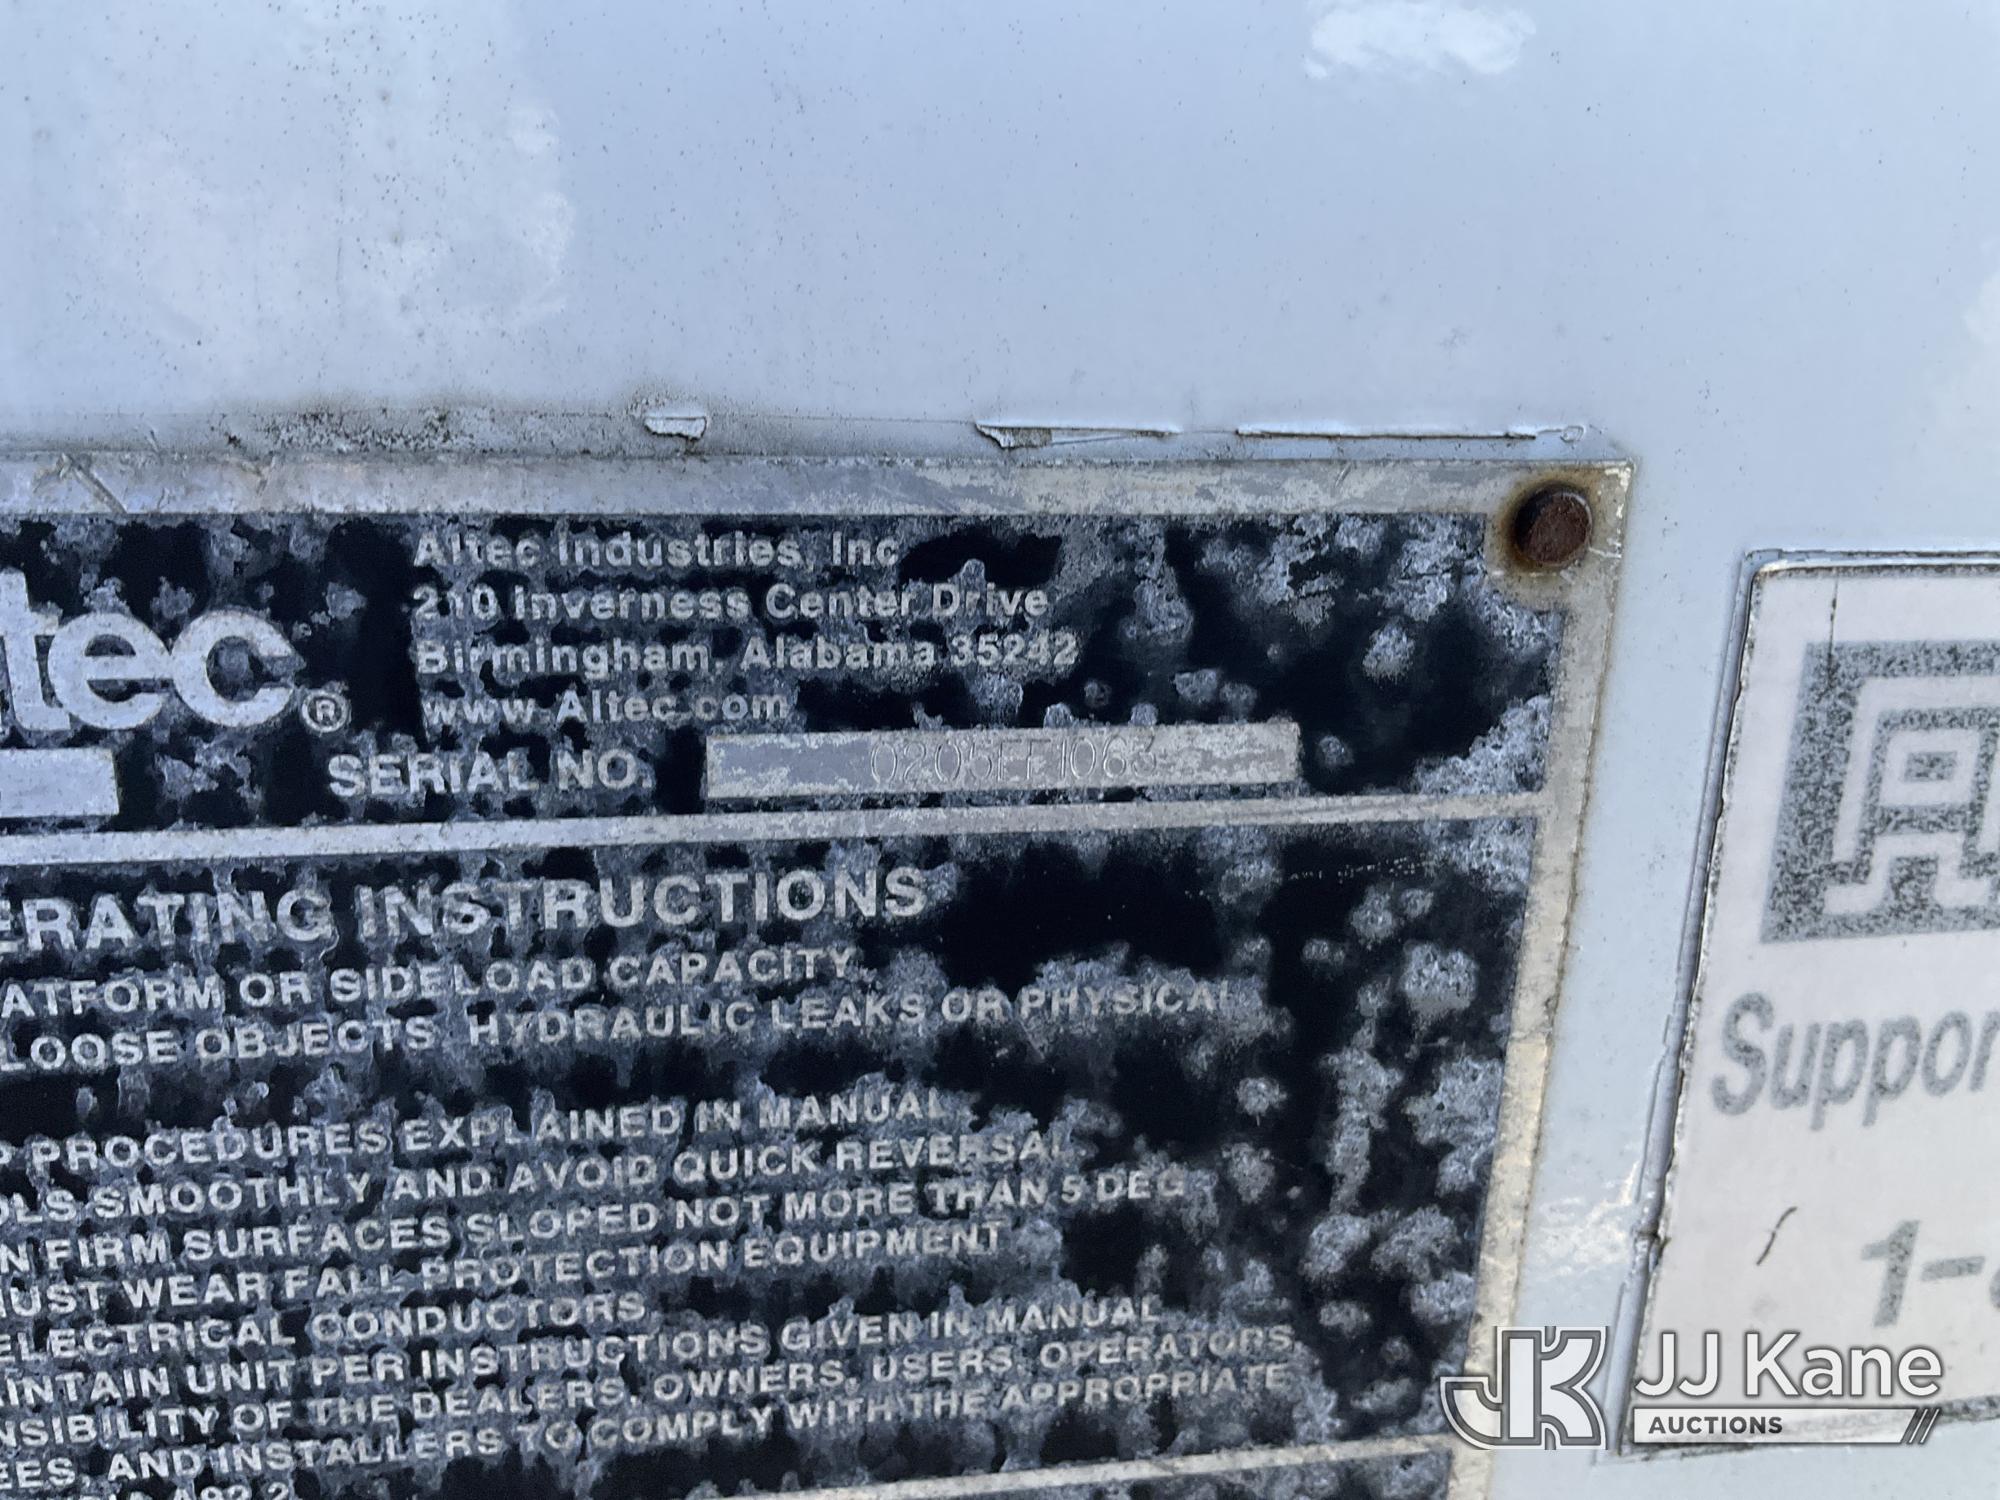 Altec Industries, Inc
210 Inverness Center Drive
Birmingham, Alabama 35242
www.Altec.com
ltec®
SERIAL NO. 0205EF1063
ERATING INSTRUCTIONS
ATFORM OR SIDELOAD CAPACITY
LOOSE OBJECTS, HYDRAULIC LEAKS OR PHYSICAL
PROCEDURES EXPLAINED IN MANUAL
OLS SMOOTHLY AND AVOID QUICK REVERSAL
N FIRM SURFACES SLOPED NOT MORE THAN 5 DEG
UST WEAR FALL PROTECTION EQUIPMENT
ELECTRICAL CONDUCTORS
AINTAIN UNIT PER INSTRUCTIONS GIVEN IN MANUAL
NSIBILITY OF THE DEALERS, OWNERS, USERS, OPERATORS,
EES, AND INSTALLERS TO COMPLY WITH THE APPROPRIATE
A92.2
Suppor
1-
JJ Kane
AUCTIONS